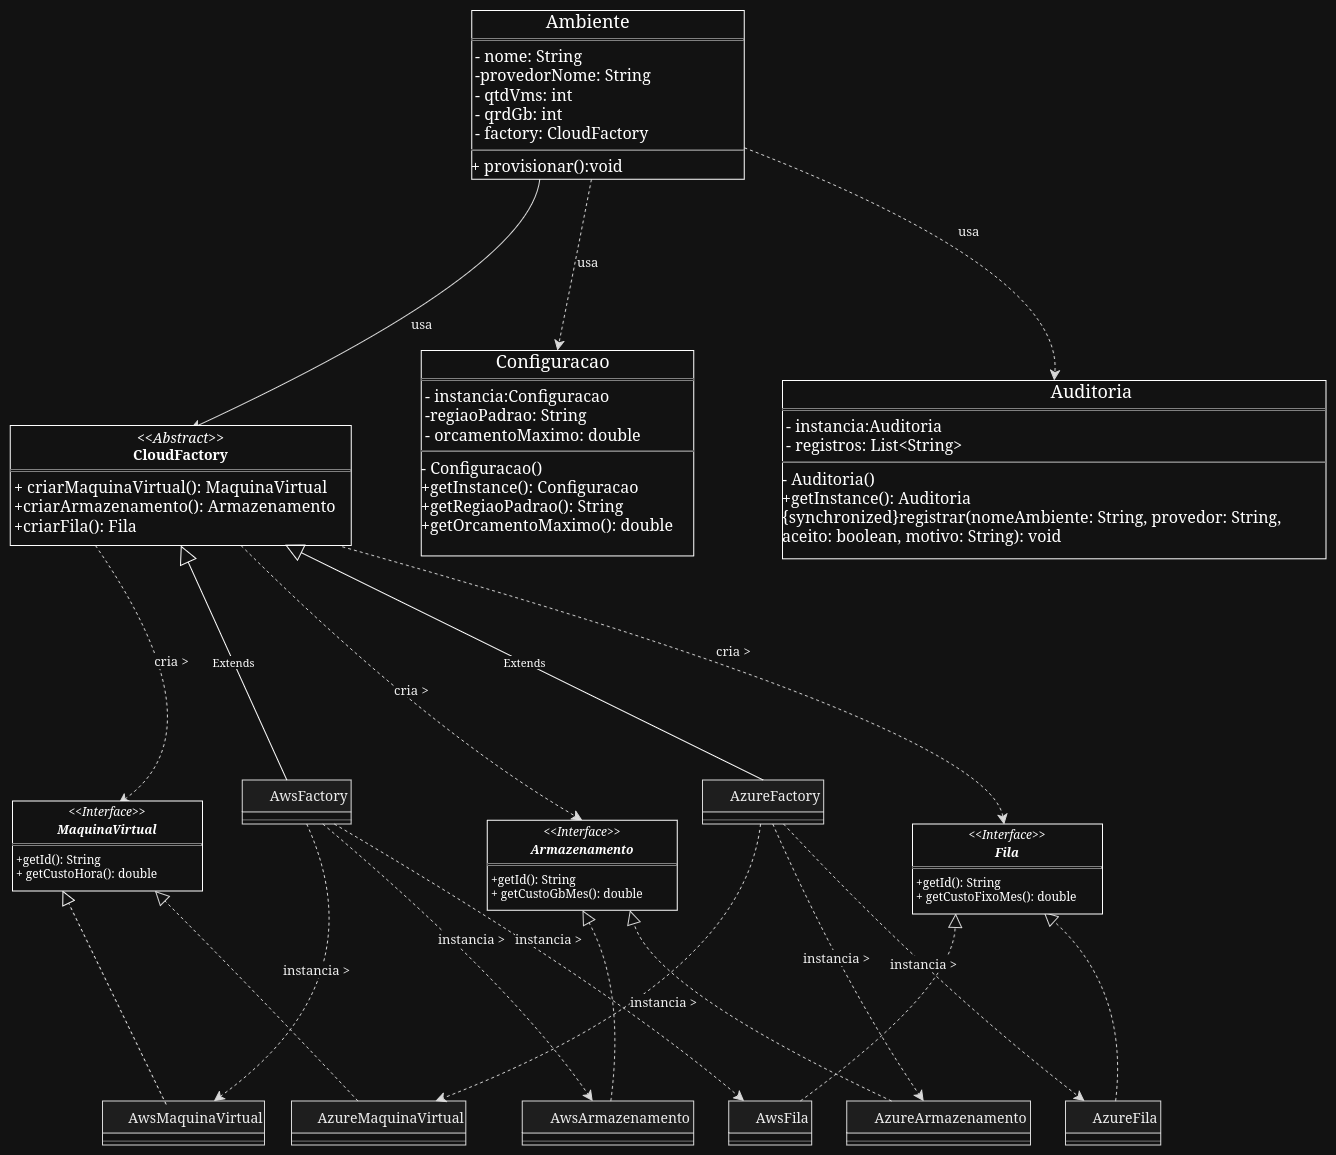 Ambiente
- nome: String
-provedorNome: String
- qtdVms: int
- qrdGb: int
- factory: CloudFactory
+ provisionar():void
usa
usa
usa
Configuracao
- instancia:Configuracao
-regiaoPadrao: String
- orcamentoMaximo: double
- Configuracao()
+getInstance(): Configuracao
+getRegiaoPadrao(): String
+getOrcamentoMaximo(): double
Auditoria
- instancia:Auditoria
- registros: List<String>
- Auditoria()
+getInstance(): Auditoria
{synchronized}registrar(nomeAmbiente: String, provedor: String,
aceito: boolean, motivo: String): void
<<Abstract>>
CloudFactory
+ criarMaquinaVirtual(): MaquinaVirtual
+criarArmazenamento(): Armazenamento
+criarFila(): Fila
cria >
Extends
cria >
Extends
cria >
AwsFactory
AzureFactory
<<Interface>>
MaquinaVirtual
+getId(): String
+ getCustoHora(): double
<<Interface>>
Armazenamento
+getId(): String
+ getCustoGbMes(): double
<<Interface>>
Fila
+getId(): String
+ getCustoFixoMes(): double
instancia >
instancia >
instancia >
instancia >
instancia >
instancia >
AwsMaquinaVirtual
AzureMaquinaVirtual
AwsArmazenamento
AwsFila
AzureArmazenamento
AzureFila